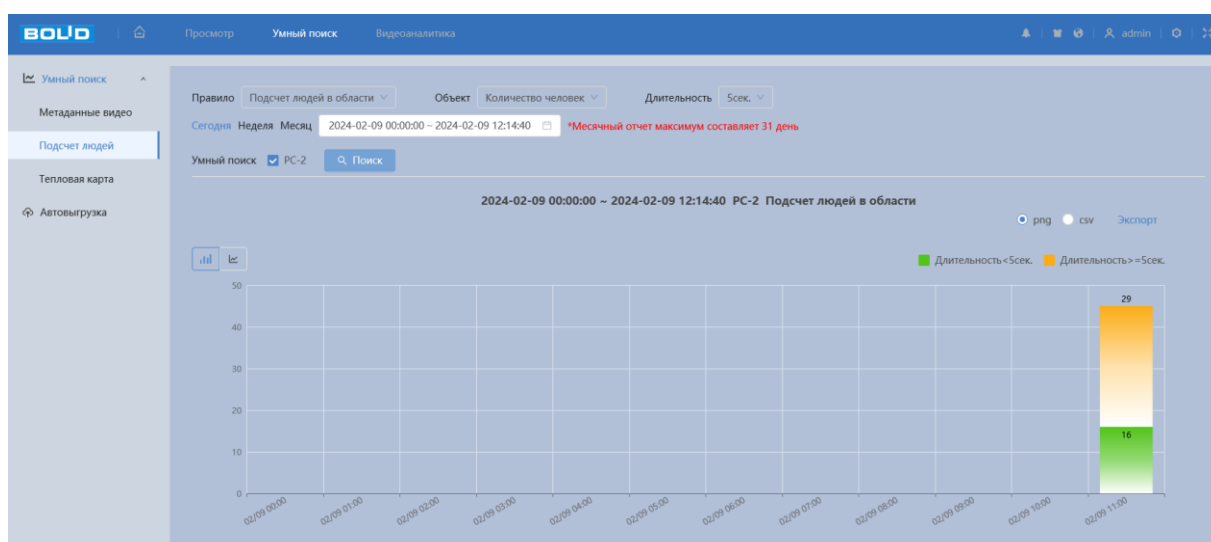 BOLID Просмотр Умный поиск Видеоаналитика admin
Умный поиск
Метаданные видео
Подсчет людей
Тепловая карта
Автовыгрузка
Правило Подсчет людей в области Объект Количество человек Длительность 5сек.
Сегодня Неделя Месяц 2024-02-09 00:00:00 – 2024-02-09 12:14:40 *Месячный отчет максимум составляет 31 день
Умный поиск PC-2 Поиск
2024-02-09 00:00:00 ~ 2024-02-09 12:14:40 PC-2 Подсчет людей в области
png csv Экспорт
Длительность<5сек. Длительность>=5сек.
50
40
30
20
10
0
29
16
02/09 00:00 02/09 01:00 02/09 02:00 02/09 03:00 02/09 04:00 02/09 05:00 02/09 06:00 02/09 07:00 02/09 08:00 02/09 09:00 02/09 10:00 02/09 11:00